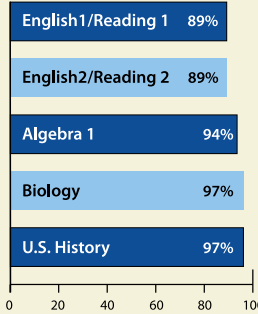 English1/Reading 1 89%
English2/Reading 2 89%
Algebra 1 94%
Biology 97%
U.S. History 97%
0 20 40 60 80 100